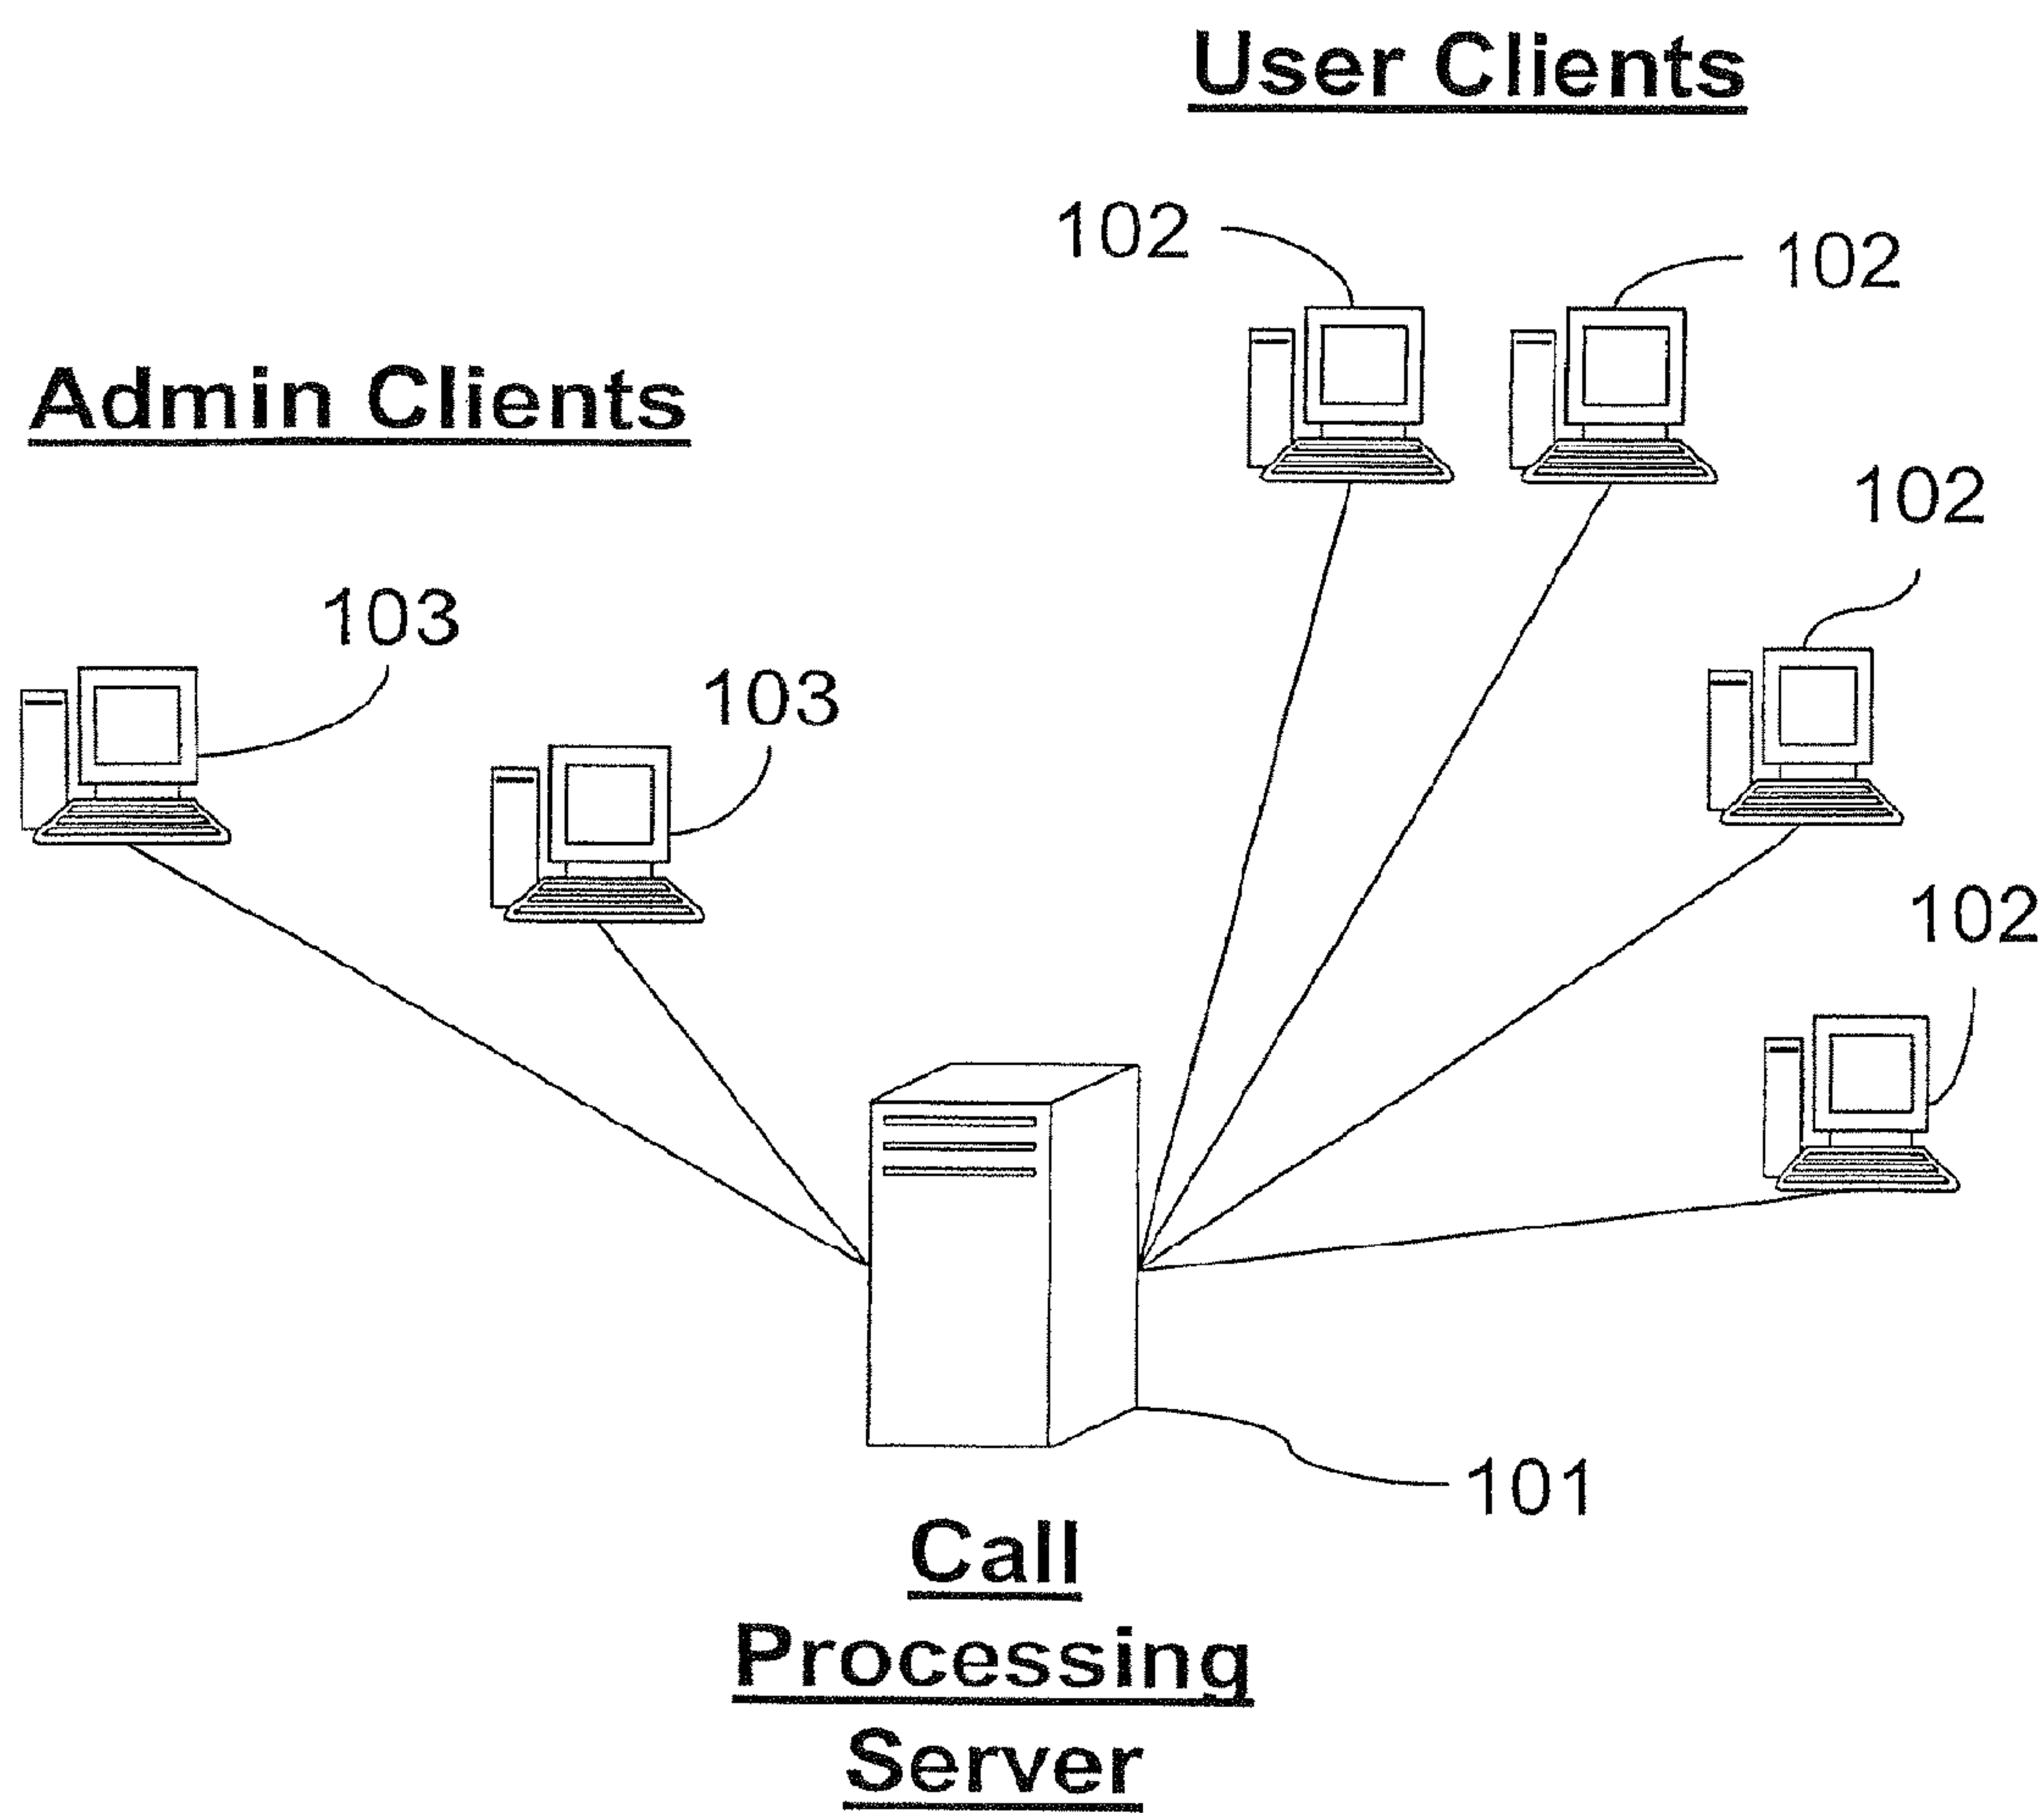 User Clients
102
102
Admin Clients
102
103
103
102
101
Call
Processing
Server